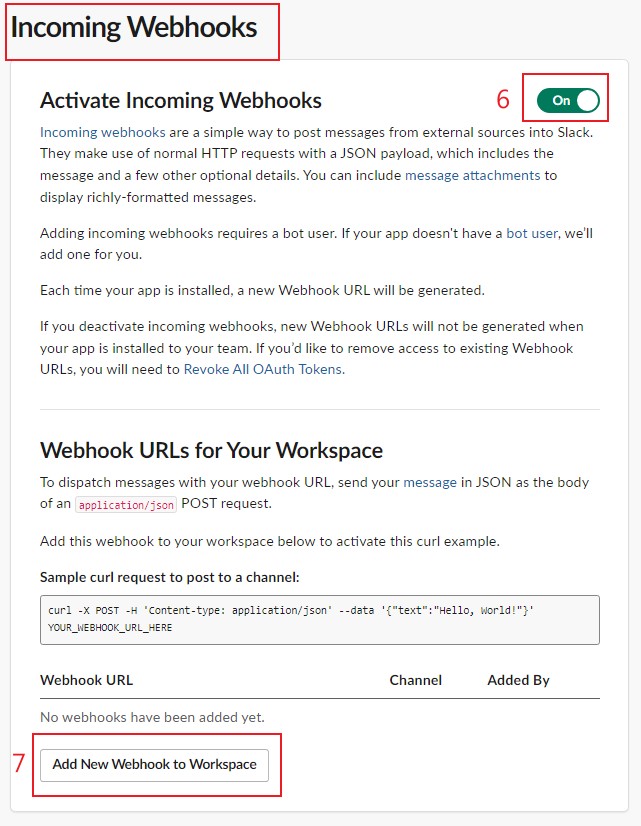 Incoming Webhooks
Activate Incoming Webhooks
6
On
Incoming webhooks are a simple way to post messages from external sources into Slack.
They make use of normal HTTP requests with a JSON payload, which includes the
message and a few other optional details. You can include message attachments to
display richly-formatted messages.
Adding incoming webhooks requires a bot user. If your app doesn't have a bot user, we'll
add one for you.
Each time your app is installed, a new Webhook URL will be generated.
If you deactivate incoming webhooks, new Webhook URLs will not be generated when
your app is installed to your team. If you'd like to remove access to existing Webhook
URLs, you will need to Revoke All OAuth Tokens.
Webhook URLs for Your Workspace
To dispatch messages with your webhook URL, send your message in JSON as the body
of an application/json POST request.
Add this webhook to your workspace below to activate this curl example.
Sample curl request to post to a channel:
curl -X POST -H 'Content-type: application/json' --data '{"text":"Hello, World!"}'
YOUR_WEBHOOK_URL_HERE
Webhook URL Channel Added By
No webhooks have been added yet.
7
Add New Webhook to Workspace